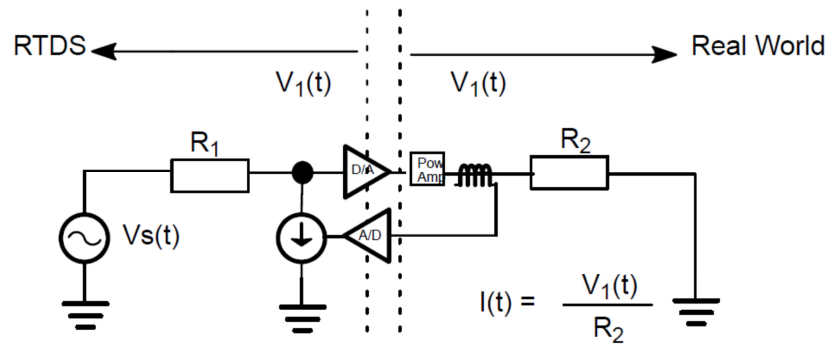 RTDS
Real World
V1(t)
V1(t)
R1
R2
D/A
Pow
Amp
Vs(t)
A/D
I(t) = V1(t)
R2